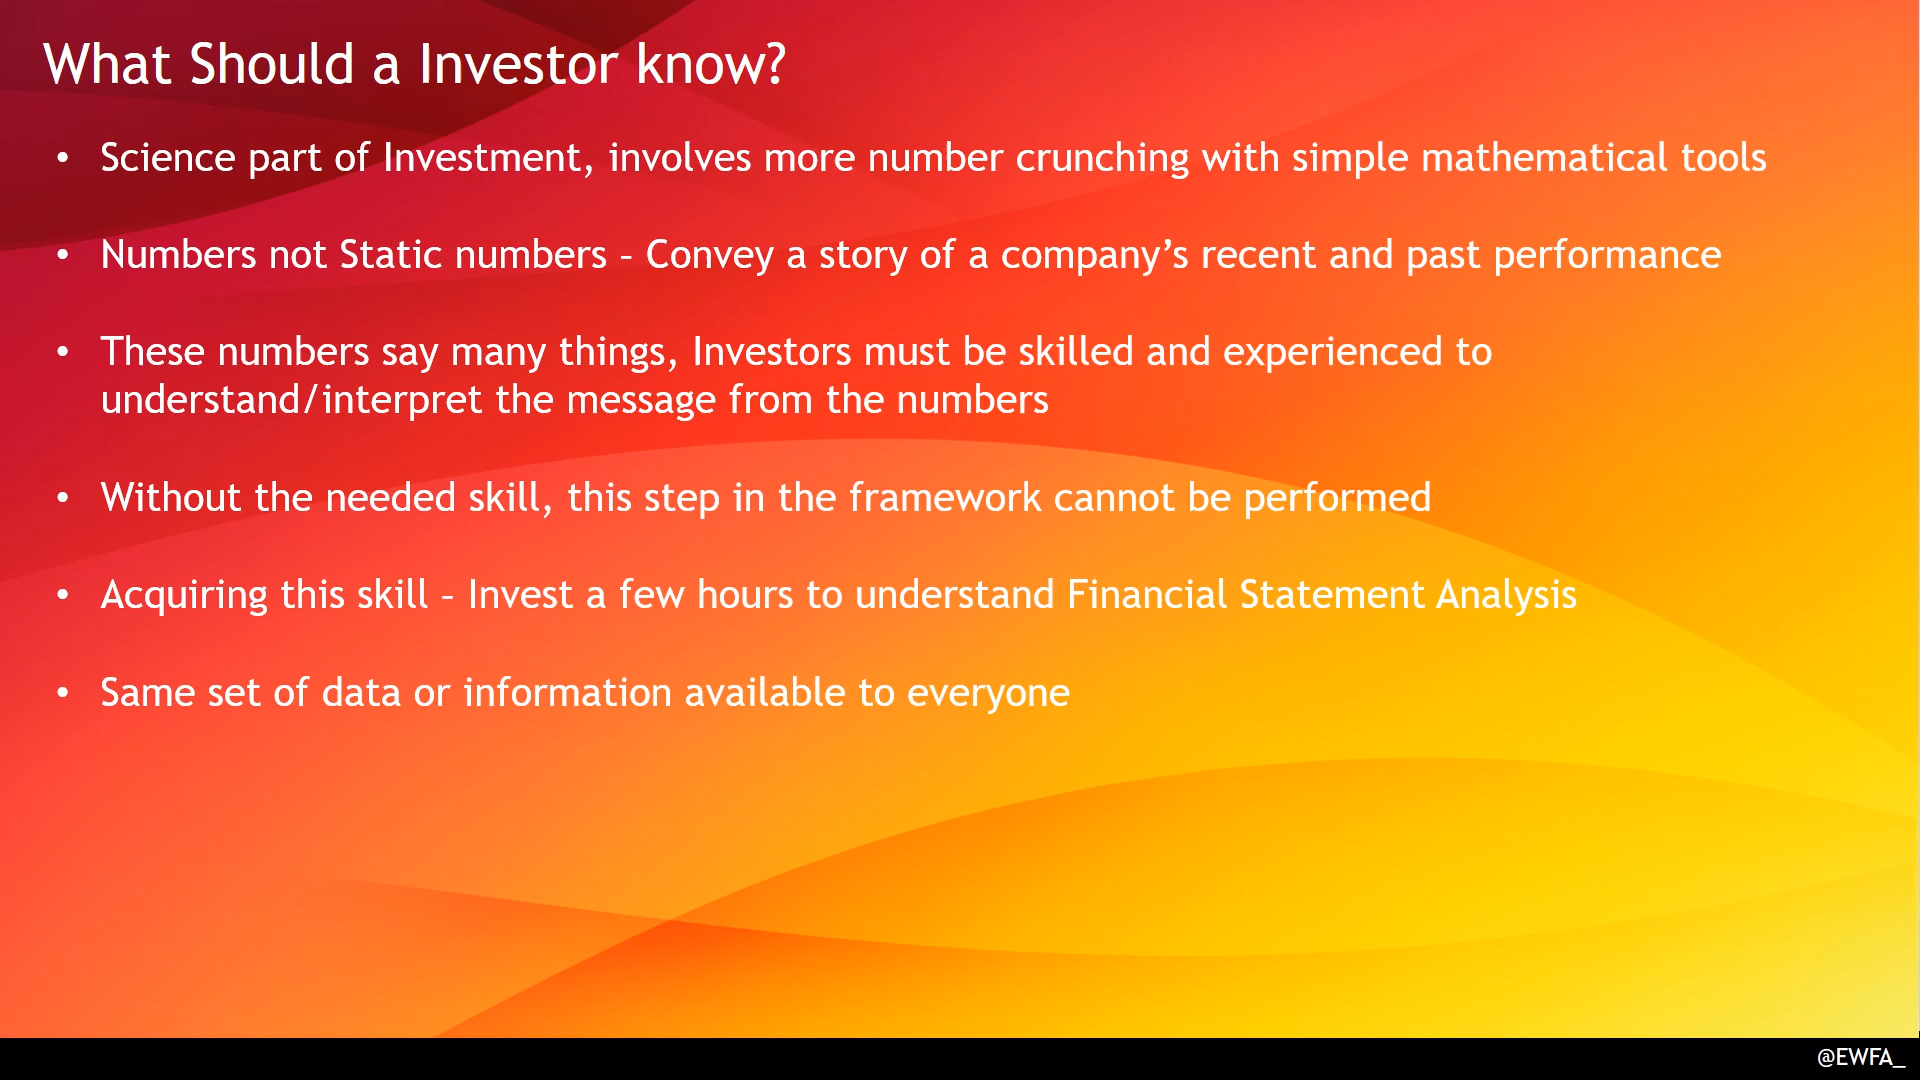 What Should a Investor know?
• Science part of Investment, involves more number crunching with simple mathematical tools
• Numbers not Static numbers – Convey a story of a company’s recent and past performance
• These numbers say many things, Investors must be skilled and experienced to
understand/interpret the message from the numbers
• Without the needed skill, this step in the framework cannot be performed
• Acquiring this skill – Invest a few hours to understand Financial Statement Analysis
• Same set of data or information available to everyone
@EWFA_